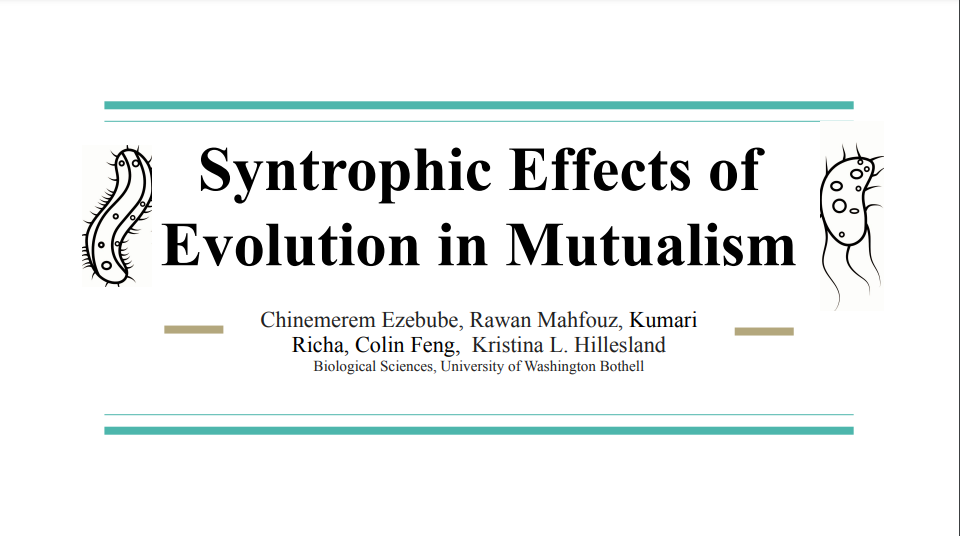 Syntrophic Effects of
Evolution in Mutualism
Chinemerem Ezebube, Rawan Mahfouz, Kumari
Richa, Colin Feng, Kristina L. Hillesland
Biological Sciences, University of Washington Bothell